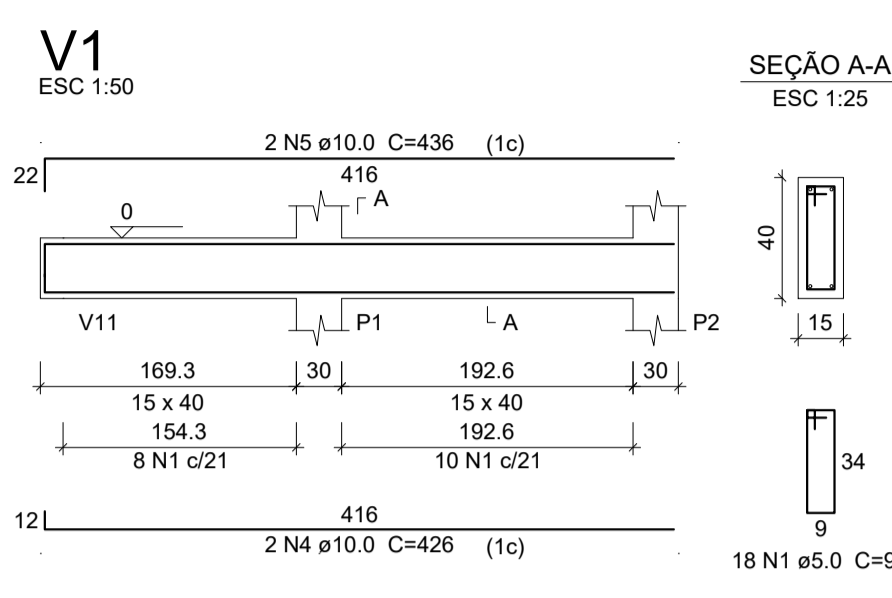 V1
ESC 1:50
SEÇÃO A-A
ESC 1:25
2 N5 ø10.0 C=436 (1c)
22
416
A
0
40
V11
P1
A
P2
15
169.3
30
192.6
30
15 x 40
15 x 40
154.3
192.6
8 N1 c/21
10 N1 c/21
34
9
12
416
2 N4 ø10.0 C=426 (1c)
18 N1 ø5.0 C=9